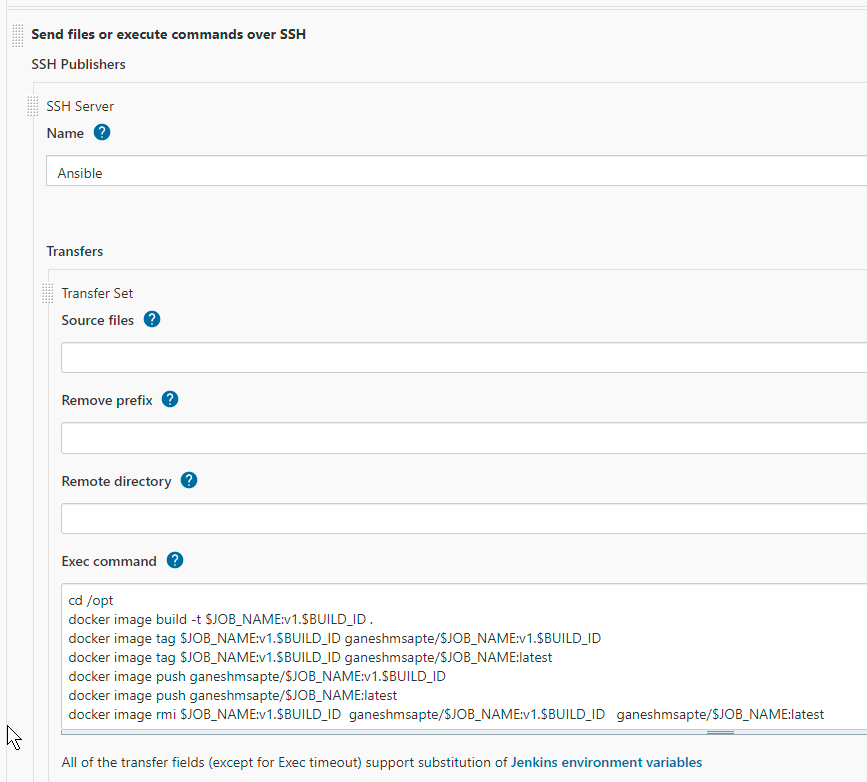 Send files or execute commands over SSH
SSH Publishers
SSH Server
Name ?
Ansible
Transfers
Transfer Set
Source files ?
Remove prefix ?
Remote directory ?
Exec command ?
cd /opt
docker image build -t $JOB_NAME:v1.$BUILD_ID .
docker image tag $JOB_NAME:v1.$BUILD_ID ganeshmsapte/$JOB_NAME:v1.$BUILD_ID
docker image tag $JOB_NAME:v1.$BUILD_ID ganeshmsapte/$JOB_NAME:latest
docker image push ganeshmsapte/$JOB_NAME:v1.$BUILD_ID
docker image push ganeshmsapte/$JOB_NAME:latest
docker image rmi $JOB_NAME:v1.$BUILD_ID  ganeshmsapte/$JOB_NAME:v1.$BUILD_ID   ganeshmsapte/$JOB_NAME:latest
All of the transfer fields (except for Exec timeout) support substitution of Jenkins environment variables